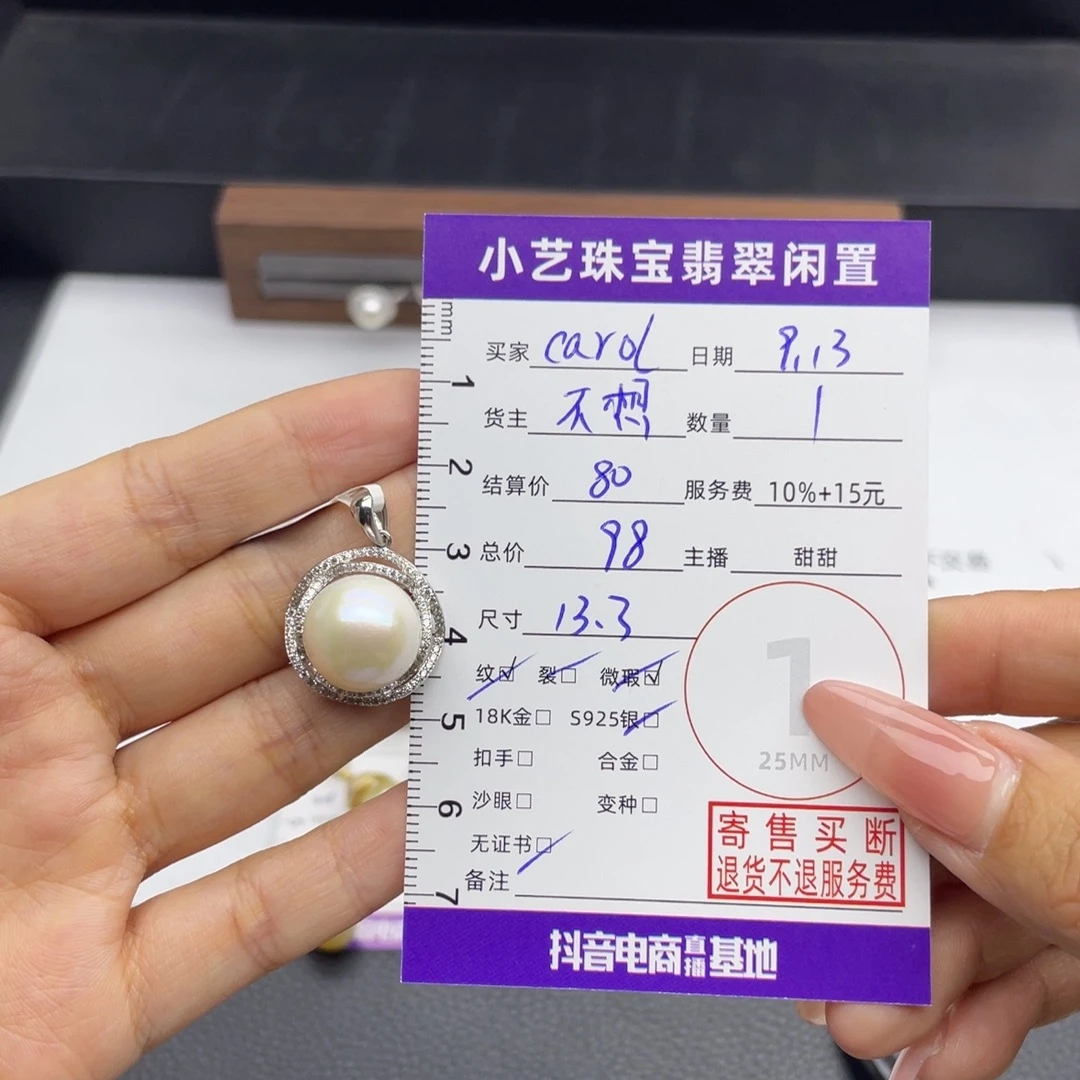 小艺珠宝翡翠闲置
mm
买家 carol 日期 9.13
1
货主 不想 数量 1
2
结算价 80 服务费 10%+15元
3
总价 98 主播 甜甜
4
尺寸 13.3
纹☑ 裂□ 微瑕☑
5
18K金□ S925银□
1
扣手□ 合金□
25MM
6
沙眼□ 变种□
无证书□
寄售买断
退货不退服务费
7
备注
抖音电商直播基地